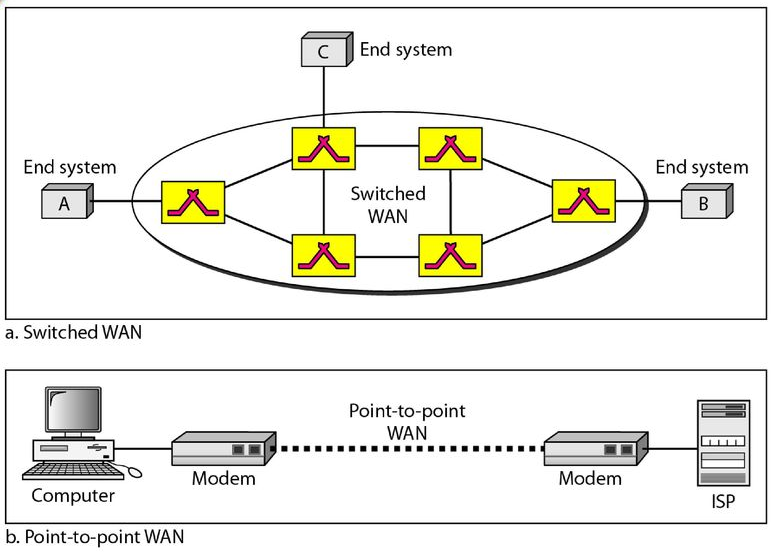 C
End system
End system
A
Switched
WAN
End system
B
a. Switched WAN
Point-to-point
WAN
Computer
Modem
Modem
ISP
b. Point-to-point WAN